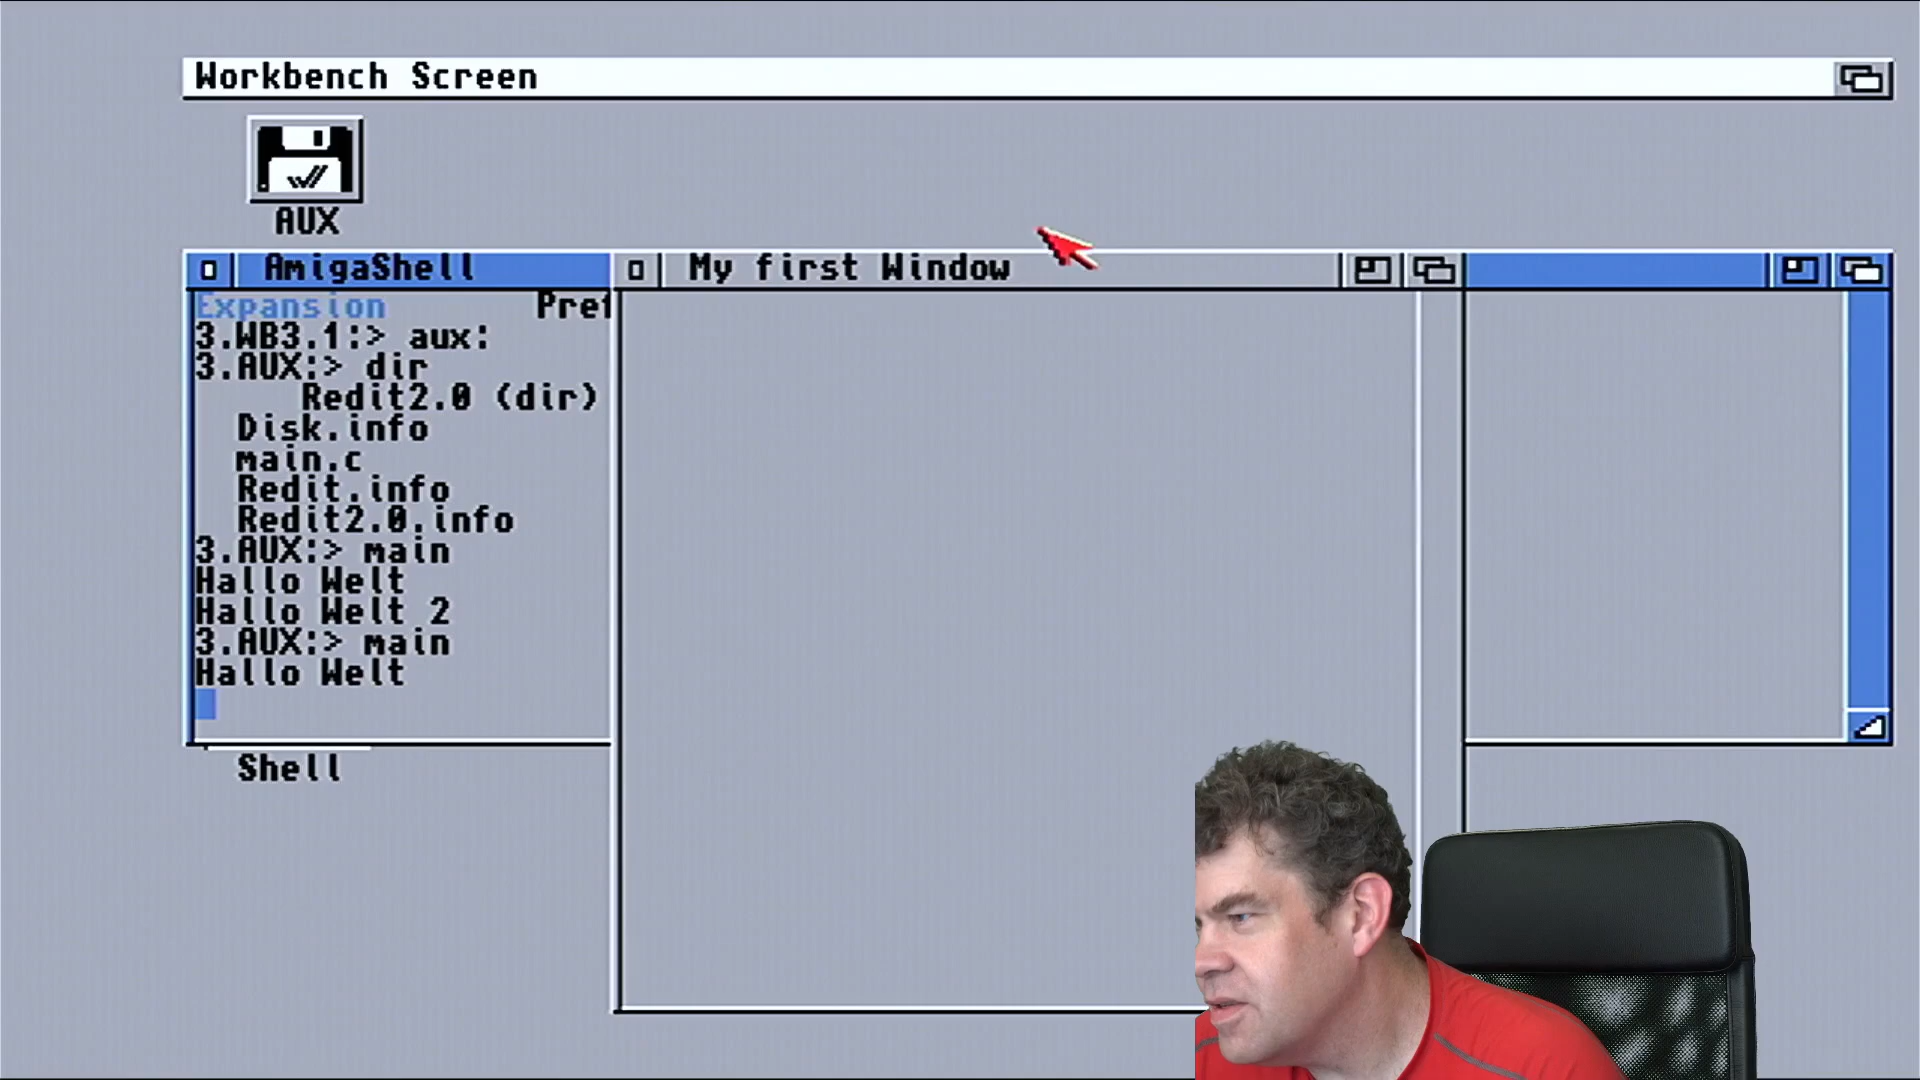 Workbench Screen
AUX
AmigaShell
My first Window
Expansion Pref
3.WB3.1:> aux:
3.AUX:> dir
Redit2.0 (dir)
Disk.info
main.c
Redit.info
Redit2.0.info
3.AUX:> main
Hallo Welt
Hallo Welt 2
3.AUX:> main
Hallo Welt
Shell